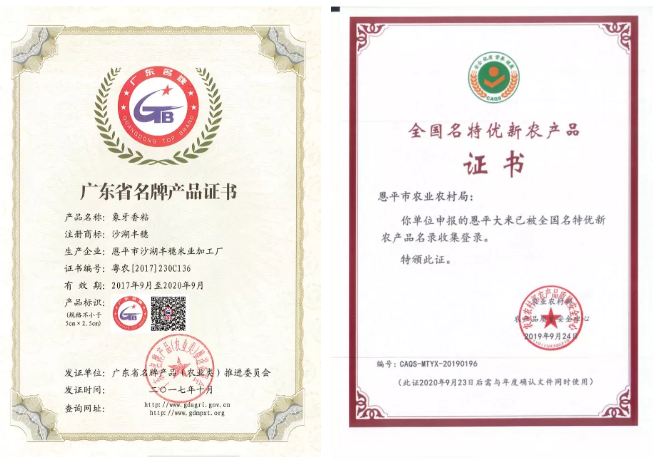 广东名牌
GTB
GUANGDONG TOP BRAND
广东省名牌产品证书
产品名称：象牙香粘
注册商标：沙湖丰穗
生产企业：恩平市沙湖丰穗米业加工厂
证书编号：粤农[2017]230C136
有 效 期：2017年9月至2020年9月
产品标识：
(规格不小于
5cm×2.5cm)
发证单位：广东省名牌产品（农业类）推进委员会
发证时间：二〇一七年十月
查询网址：http://www.gdagri.gov.cn
http://www.gdmpst.org
CAQS
全国名特优新农产品
证书
恩平市农业农村局：
你单位申报的恩平大米已被全国名特优新
农产品名录收集登录。
特颁此证。
2019年9月24日
编号：CAQS-MTYX-20190196
（此证2020年9月23日后需与年度确认文件同时使用）